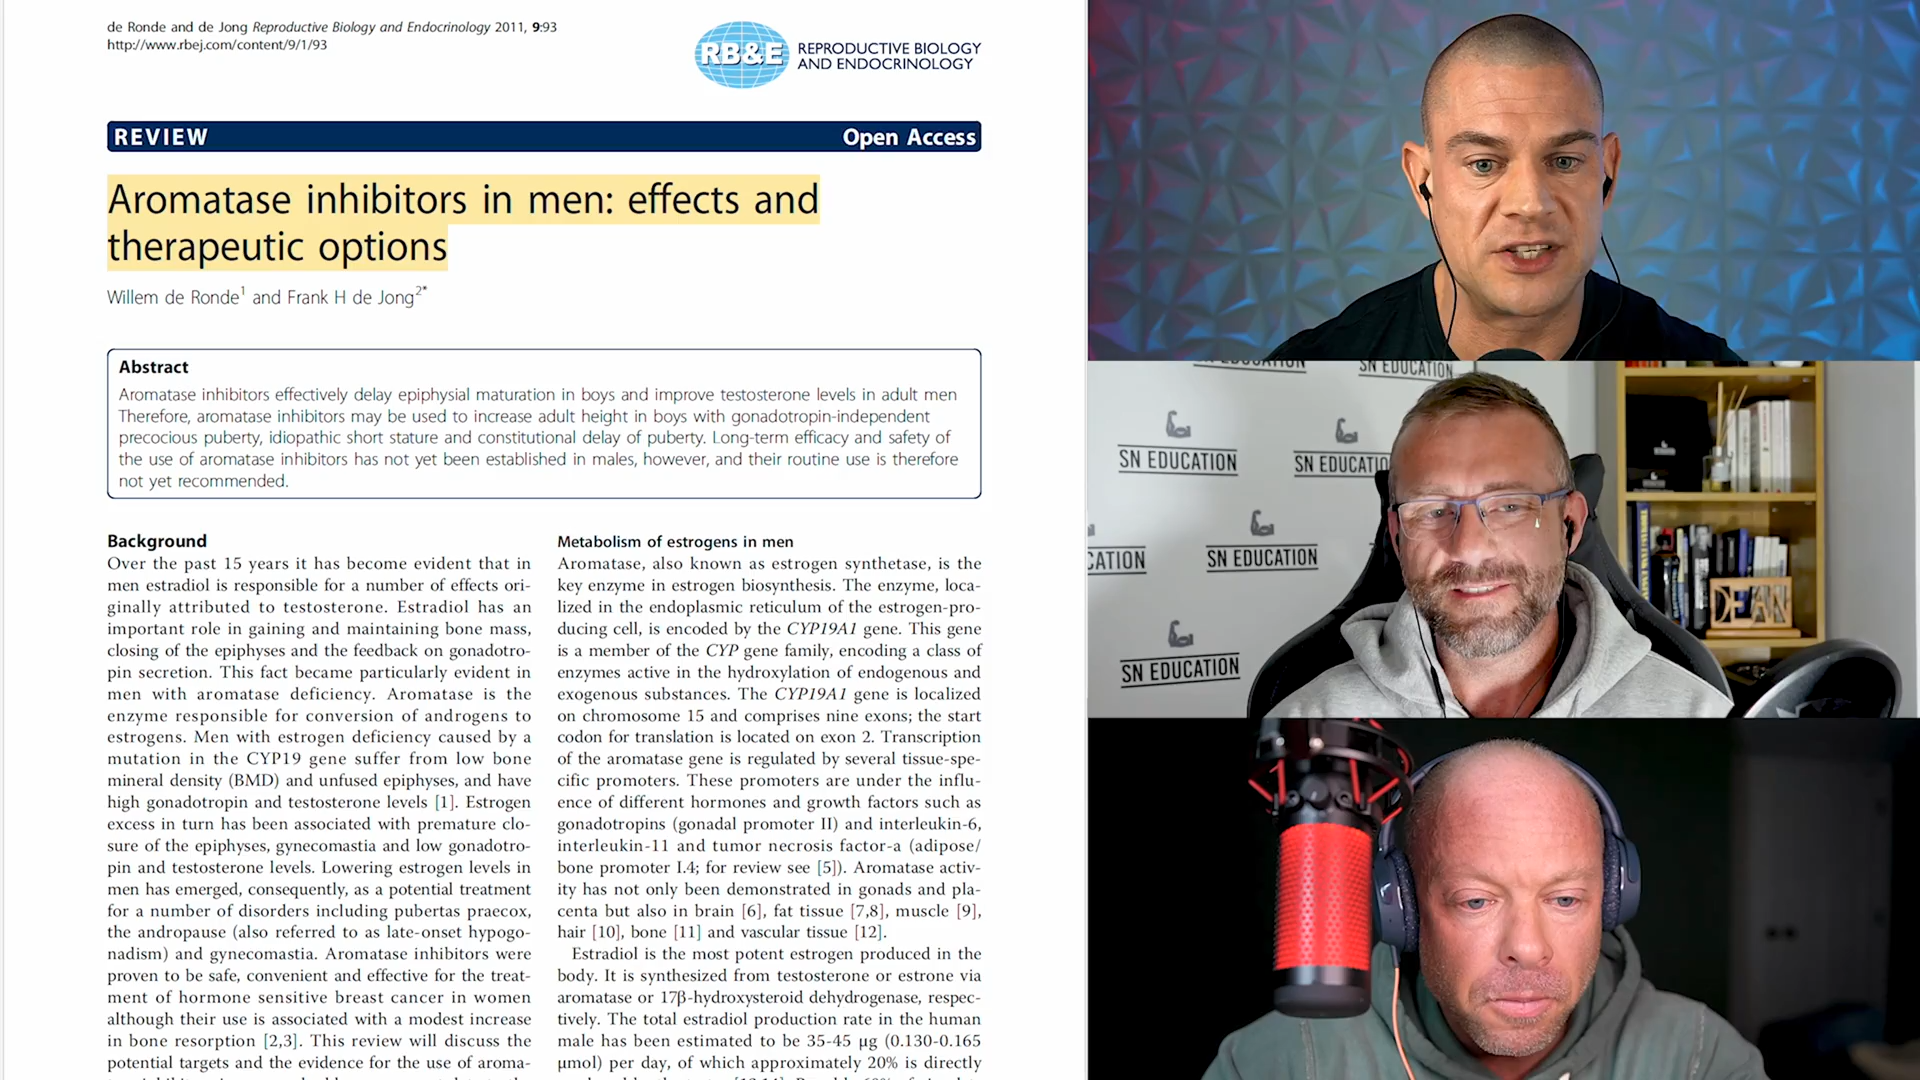 de Ronde and de Jong Reproductive Biology and Endocrinology 2011, 9:93
http://www.rbej.com/content/9/1/93
RB&E
REPRODUCTIVE BIOLOGY
AND ENDOCRINOLOGY
REVIEW
Open Access
Aromatase inhibitors in men: effects and
therapeutic options
Willem de Ronde1 and Frank H de Jong2*
Abstract
Aromatase inhibitors effectively delay epiphysial maturation in boys and improve testosterone levels in adult men
Therefore, aromatase inhibitors may be used to increase adult height in boys with gonadotropin-independent
precocious puberty, idiopathic short stature and constitutional delay of puberty. Long-term efficacy and safety of
the use of aromatase inhibitors has not yet been established in males, however, and their routine use is therefore
not yet recommended.
Background
Over the past 15 years it has become evident that in
men estradiol is responsible for a number of effects ori-
ginally attributed to testosterone. Estradiol has an
important role in gaining and maintaining bone mass,
closing of the epiphyses and the feedback on gonadotro-
pin secretion. This fact became particularly evident in
men with aromatase deficiency. Aromatase is the
enzyme responsible for conversion of androgens to
estrogens. Men with estrogen deficiency caused by a
mutation in the CYP19 gene suffer from low bone
mineral density (BMD) and unfused epiphyses, and have
high gonadotropin and testosterone levels [1]. Estrogen
excess in turn has been associated with premature clo-
sure of the epiphyses, gynecomastia and low gonadotro-
pin and testosterone levels. Lowering estrogen levels in
men has emerged, consequently, as a potential treatment
for a number of disorders including pubertas praecox,
the andropause (also referred to as late-onset hypogo-
nadism) and gynecomastia. Aromatase inhibitors were
proven to be safe, convenient and effective for the treat-
ment of hormone sensitive breast cancer in women
although their use is associated with a modest increase
in bone resorption [2,3]. This review will discuss the
potential targets and the evidence for the use of aroma-
Metabolism of estrogens in men
Aromatase, also known as estrogen synthetase, is the
key enzyme in estrogen biosynthesis. The enzyme, loca-
lized in the endoplasmic reticulum of the estrogen-pro-
ducing cell, is encoded by the CYP19A1 gene. This gene
is a member of the CYP gene family, encoding a class of
enzymes active in the hydroxylation of endogenous and
exogenous substances. The CYP19A1 gene is localized
on chromosome 15 and comprises nine exons; the start
codon for translation is located on exon 2. Transcription
of the aromatase gene is regulated by several tissue-spe-
cific promoters. These promoters are under the influ-
ence of different hormones and growth factors such as
gonadotropins (gonadal promoter II) and interleukin-6,
interleukin-11 and tumor necrosis factor-a (adipose/
bone promoter I.4; for review see [5]). Aromatase activ-
ity has not only been demonstrated in gonads and pla-
centa but also in brain [6], fat tissue [7,8], muscle [9],
hair [10], bone [11] and vascular tissue [12].
Estradiol is the most potent estrogen produced in the
body. It is synthesized from testosterone or estrone via
aromatase or 17β-hydroxysteroid dehydrogenase, respec-
tively. The total estradiol production rate in the human
male has been estimated to be 35-45 μg (0.130-0.165
μmol) per day, of which approximately 20% is directly
SN EDUCATION
SN EDUCATION
SN EDUCATIO
CATION
SN EDUCATION
SN EDUCATION
DEAN